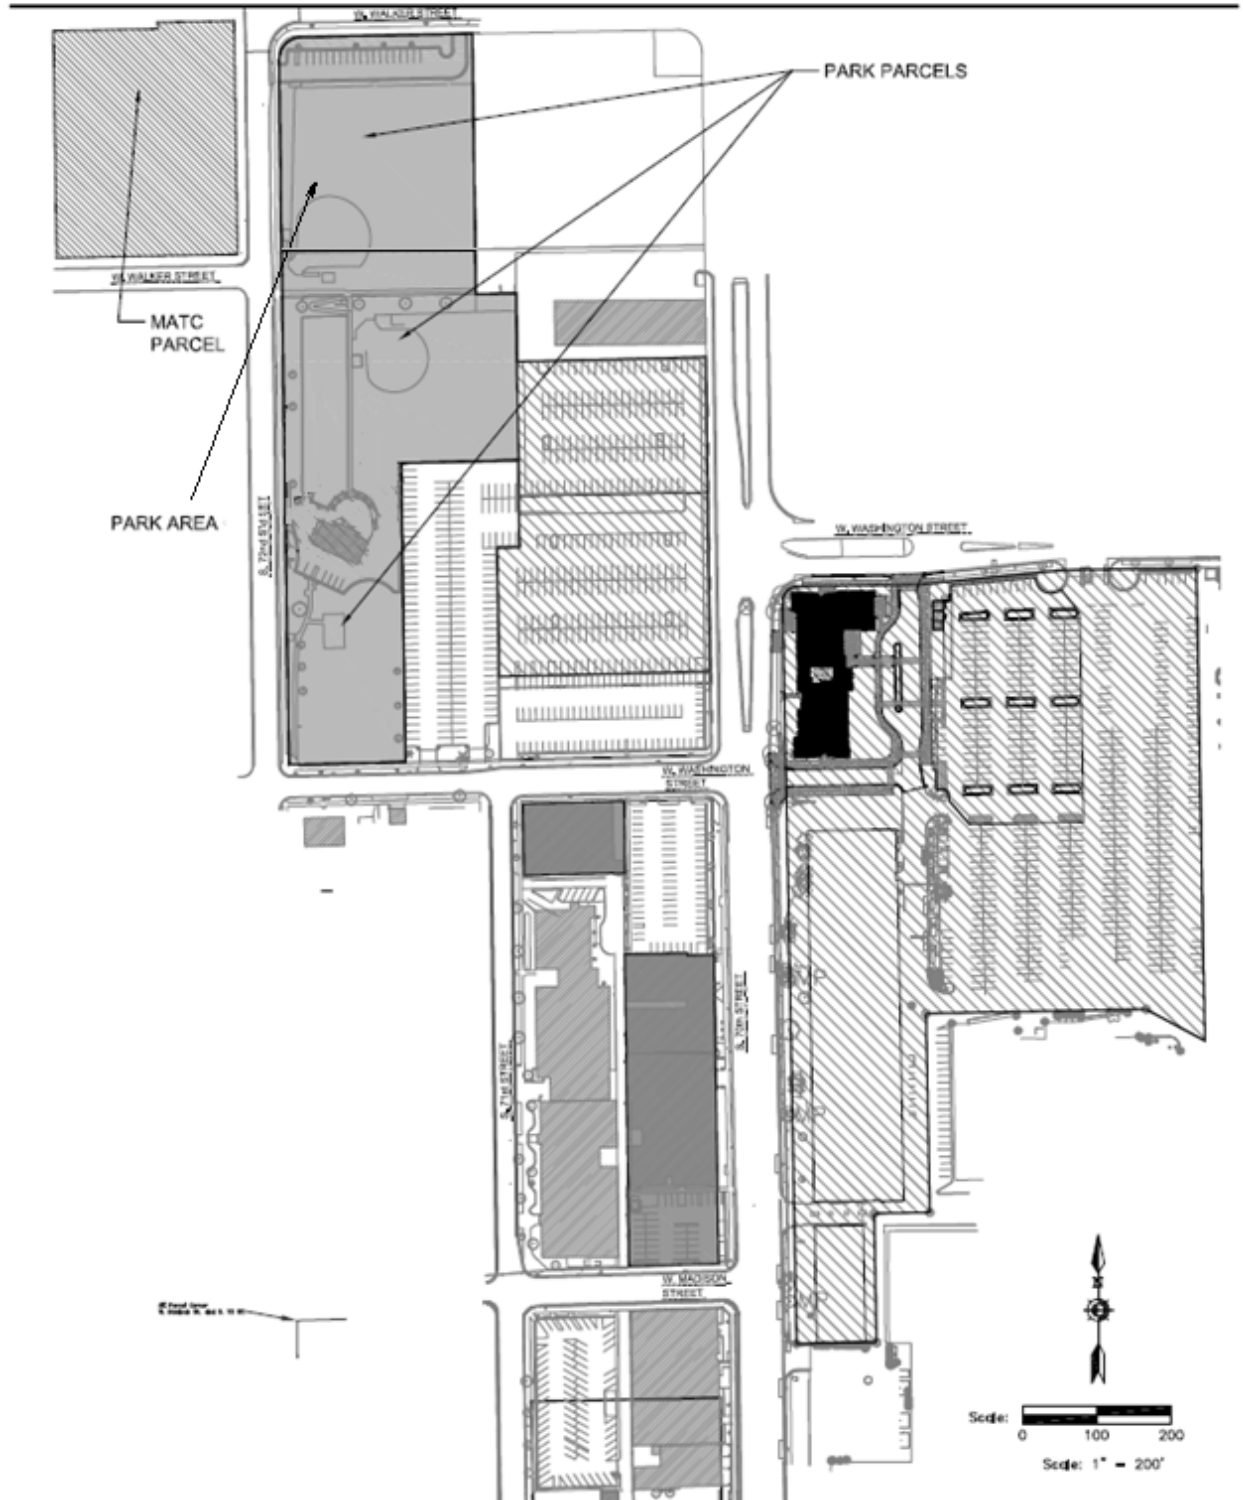 W. WALKER STREET
PARK PARCELS
W. WALKER STREET
MATC
PARCEL
PARK AREA
S. 72nd STREET
W. WASHINGTON STREET
W. WASHINGTON
STREET
S. 70th STREET
S. 71st STREET
W. MADISON
STREET
N
Scale:
0 100 200
Scale: 1" = 200'